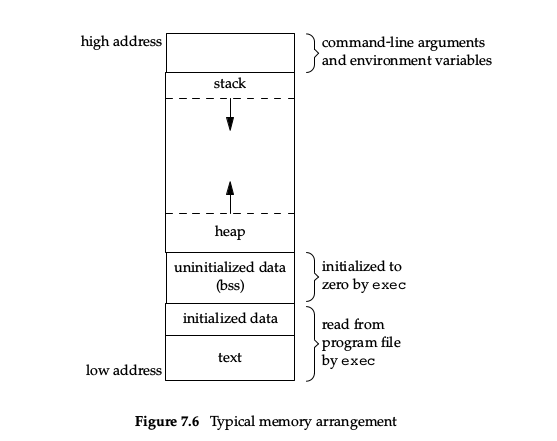 high address
command-line arguments
and environment variables
stack
heap
uninitialized data
(bss)
initialized to
zero by exec
initialized data
read from
program file
by exec
text
low address
Figure 7.6 Typical memory arrangement